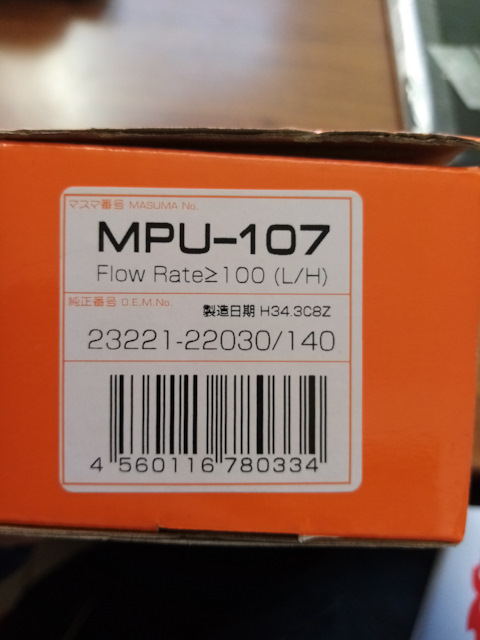 マスマ番号 MASUMA No.
MPU-107
Flow Rate≥100 (L/H)
純正番号 O.E.M.No.
製造日期 H34.3C8Z
23221-22030/140
4 560116 780334